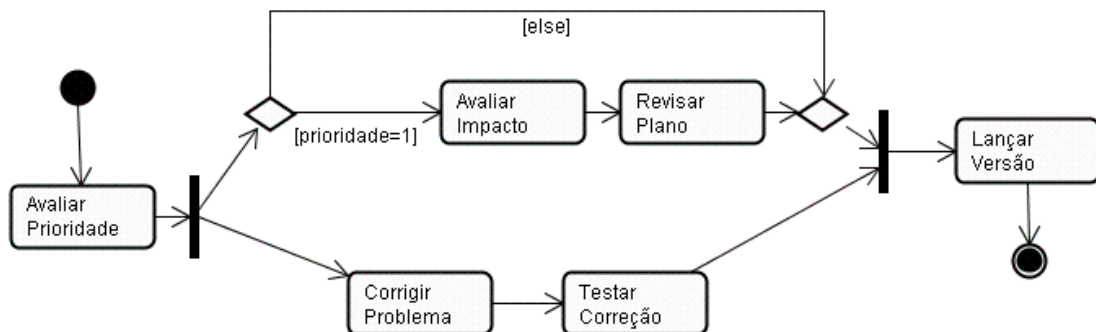 [else]
Avaliar
Impacto
Revisar
Plano
[prioridade=1]
Lançar
Versão
Avaliar
Prioridade
Corrigir
Problema
Testar
Correção